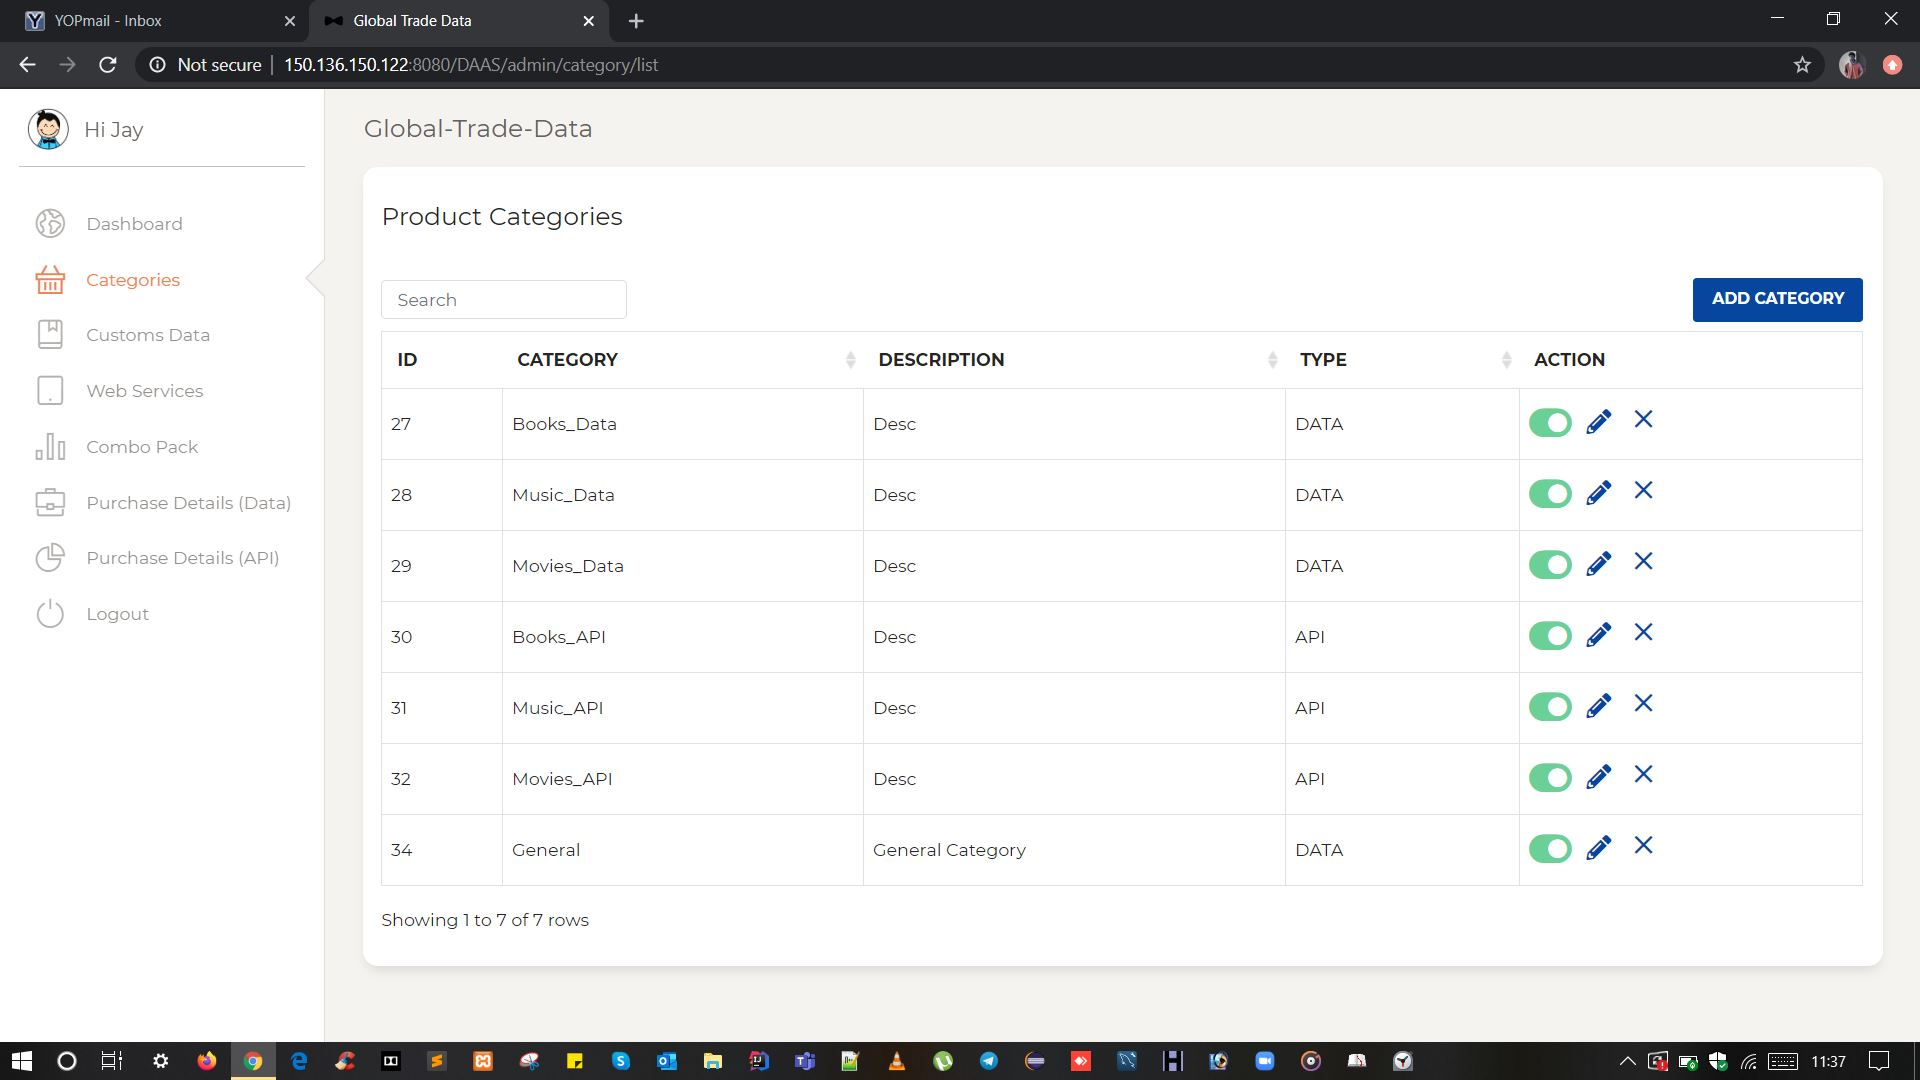 YOPmail - Inbox
Global Trade Data
Not secure
150.136.150.122:8080/DAAS/admin/category/list
Hi Jay
Dashboard
Categories
Customs Data
Web Services
Combo Pack
Purchase Details (Data)
Purchase Details (API)
Logout
Global-Trade-Data
Product Categories
Search
ADD CATEGORY
ID CATEGORY DESCRIPTION TYPE ACTION
27 Books_Data Desc DATA
28 Music_Data Desc DATA
29 Movies_Data Desc DATA
30 Books_API Desc API
31 Music_API Desc API
32 Movies_API Desc API
34 General General Category DATA
Showing 1 to 7 of 7 rows
11:37